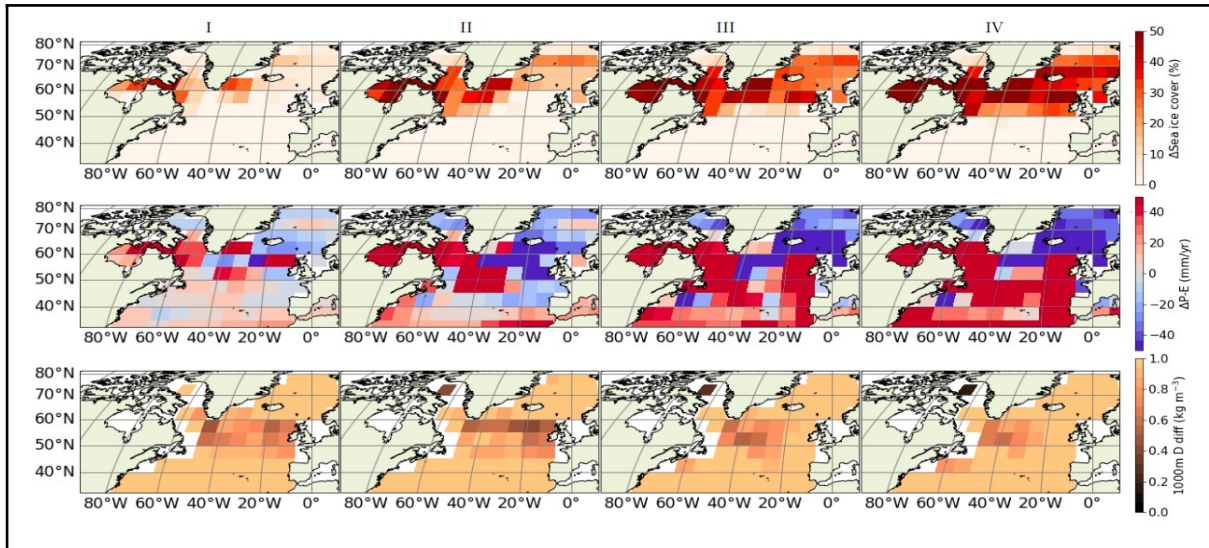 I II III IV
80°N
70°N
60°N
50°N
40°N
80°W 60°W 40°W 20°W 0° 80°W 60°W 40°W 20°W 0° 80°W 60°W 40°W 20°W 0° 80°W 60°W 40°W 20°W 0°
50
40
30
20
10
0
ΔSea ice cover (%)
80°N
70°N
60°N
50°N
40°N
80°W 60°W 40°W 20°W 0° 80°W 60°W 40°W 20°W 0° 80°W 60°W 40°W 20°W 0° 80°W 60°W 40°W 20°W 0°
40
20
0
−20
−40
ΔP-E (mm/yr)
80°N
70°N
60°N
50°N
40°N
80°W 60°W 40°W 20°W 0° 80°W 60°W 40°W 20°W 0° 80°W 60°W 40°W 20°W 0° 80°W 60°W 40°W 20°W 0°
1.0
0.8
0.6
0.4
0.2
0.0
1000m D diff (kg m⁻³)